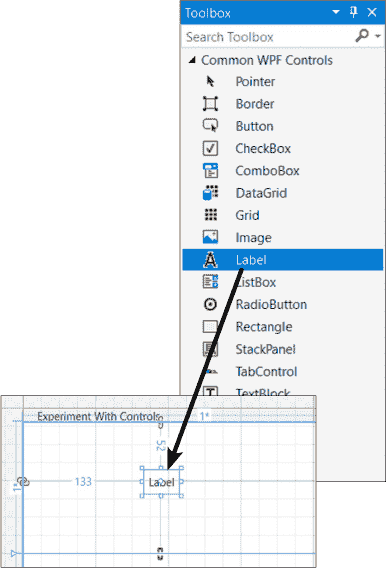 Toolbox
Search Toolbox
Common WPF Controls
Pointer
Border
Button
CheckBox
ComboBox
DataGrid
Grid
Image
Label
ListBox
RadioButton
Rectangle
StackPanel
TabControl
TextBlock
Experiment With Controls
1*
52
1*
133
Label